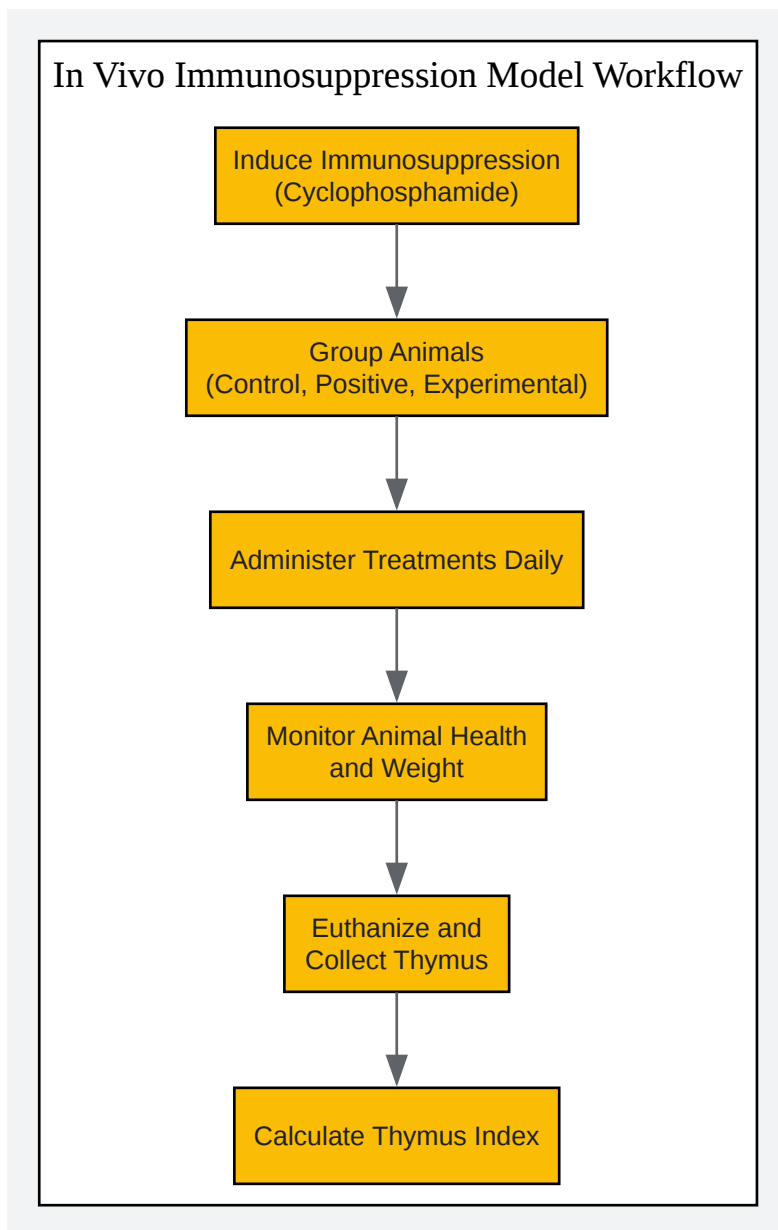 In Vivo Immunosuppression Model Workflow
Induce Immunosuppression
(Cyclophosphamide)
Group Animals
(Control, Positive, Experimental)
Administer Treatments Daily
Monitor Animal Health
and Weight
Euthanize and
Collect Thymus
Calculate Thymus Index